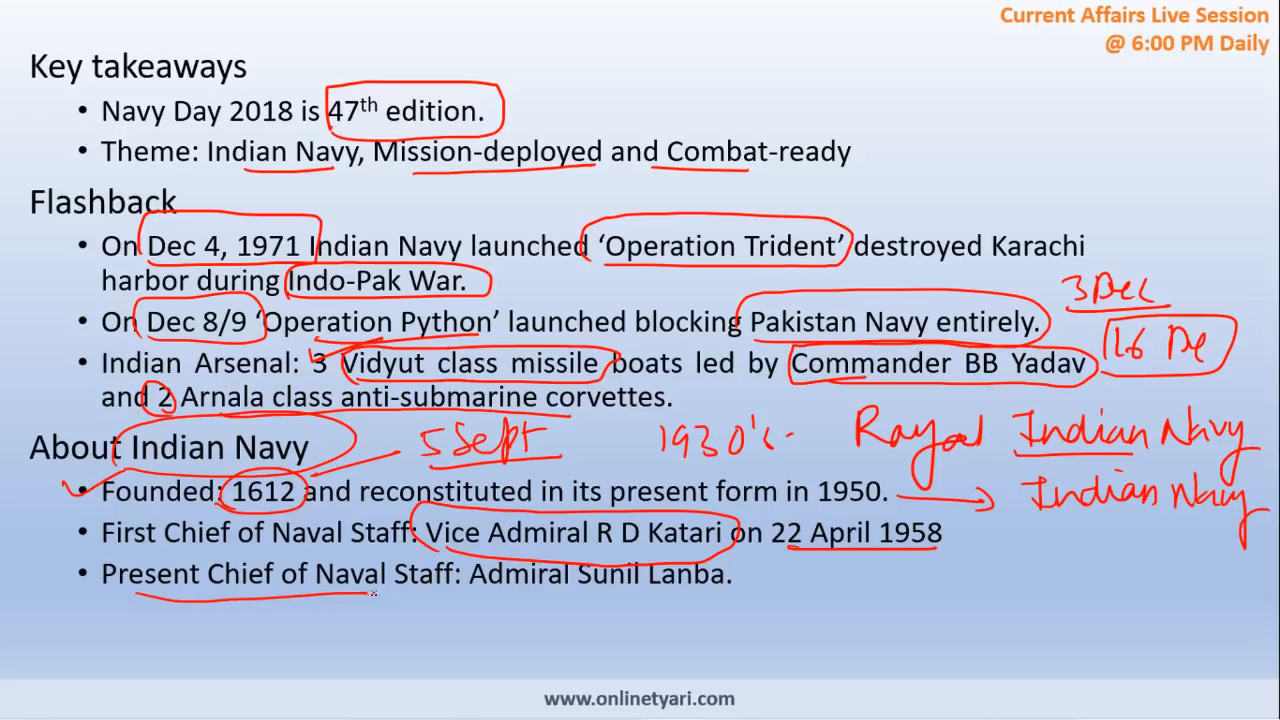 Current Affairs Live Session
@ 6:00 PM Daily
Key takeaways
• Navy Day 2018 is 47th edition.
• Theme: Indian Navy, Mission-deployed and Combat-ready
Flashback
• On Dec 4, 1971 Indian Navy launched ‘Operation Trident’ destroyed Karachi
harbor during Indo-Pak War.
3 Dec
• On Dec 8/9 ‘Operation Python’ launched blocking Pakistan Navy entirely.
16 De
• Indian Arsenal: 3 Vidyut class missile boats led by Commander BB Yadav
and 2 Arnala class anti-submarine corvettes.
About Indian Navy
5 Sept
1930's - Rayal Indian Navy
• Founded: 1612 and reconstituted in its present form in 1950.
Indian Navy
• First Chief of Naval Staff: Vice Admiral R D Katari on 22 April 1958
• Present Chief of Naval Staff: Admiral Sunil Lanba.
www.onlinetyari.com